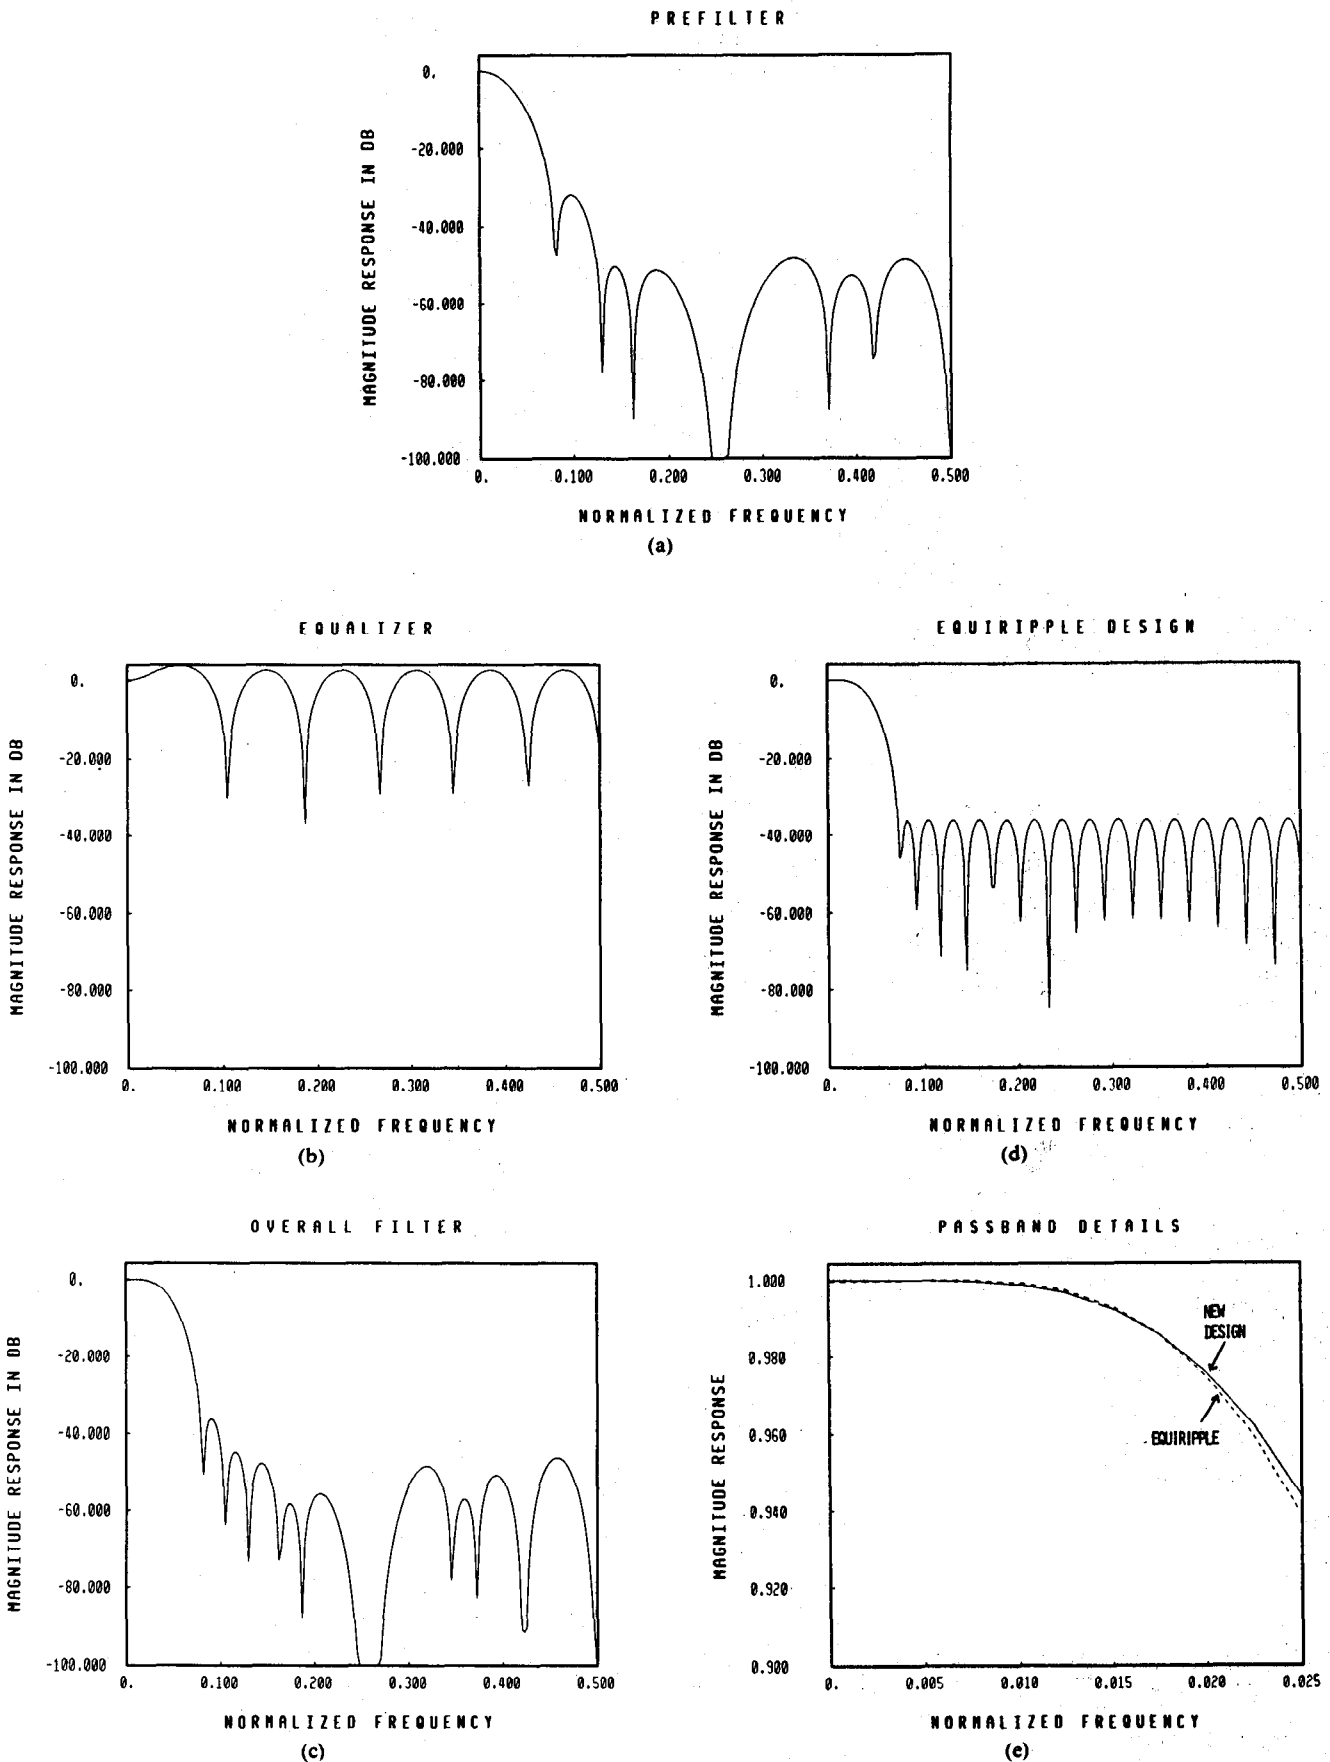 PREFILTER
0.
-20.000
-40.000
-60.000
-80.000
-100.000
MAGNITUDE RESPONSE IN DB
0. 0.100 0.200 0.300 0.400 0.500
NORMALIZED FREQUENCY
(a)
EQUALIZER
0.
-20.000
-40.000
-60.000
-80.000
-100.000
MAGNITUDE RESPONSE IN DB
0. 0.100 0.200 0.300 0.400 0.500
NORMALIZED FREQUENCY
(b)
EQUIRIPPLE DESIGN
0.
-20.000
-40.000
-60.000
-80.000
-100.000
MAGNITUDE RESPONSE IN DB
0. 0.100 0.200 0.300 0.400 0.500
NORMALIZED FREQUENCY
(d)
OVERALL FILTER
0.
-20.000
-40.000
-60.000
-80.000
-100.000
MAGNITUDE RESPONSE IN DB
0. 0.100 0.200 0.300 0.400 0.500
NORMALIZED FREQUENCY
(c)
PASSBAND DETAILS
1.000
0.980
0.960
0.940
0.920
0.900
MAGNITUDE RESPONSE
NEW
DESIGN
EQUIRIPPLE
0. 0.005 0.010 0.015 0.020 0.025
NORMALIZED FREQUENCY
(e)